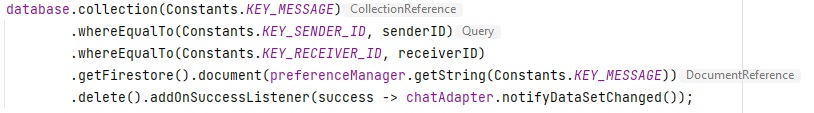 database.collection(Constants.KEY_MESSAGE) CollectionReference
.whereEqualTo(Constants.KEY_SENDER_ID, senderID) Query
.whereEqualTo(Constants.KEY_RECEIVER_ID, receiverID)
.getFirestore().document(preferenceManager.getString(Constants.KEY_MESSAGE)) DocumentReference
.delete().addOnSuccessListener(success -> chatAdapter.notifyDataSetChanged());